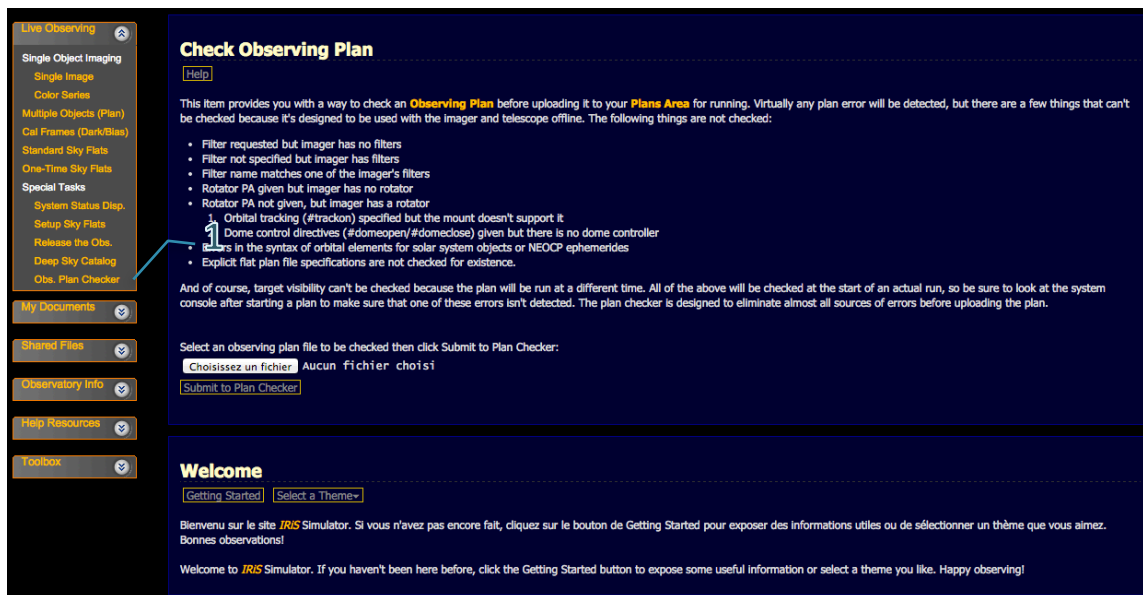 Live Observing
Single Object Imaging
Single Image
Color Series
Multiple Objects (Plan)
Cal Frames (Dark/Bias)
Standard Sky Flats
One-Time Sky Flats
Special Tasks
System Status Disp.
Setup Sky Flats
Release the Obs.
Deep Sky Catalog
Obs. Plan Checker
My Documents
Shared Files
Observatory Info
Help Resources
Toolbox
Check Observing Plan
Help
This item provides you with a way to check an Observing Plan before uploading it to your Plans Area for running. Virtually any plan error will be detected, but there are a few things that can't
be checked because it's designed to be used with the imager and telescope offline. The following things are not checked:
• Filter requested but imager has no filters
• Filter not specified but imager has filters
• Filter name matches one of the imager's filters
• Rotator PA given but imager has no rotator
• Rotator PA not given, but imager has a rotator
1. Orbital tracking (#trackon) specified but the mount doesn't support it
Dome control directives (#domeopen/#domeclose) given but there is no dome controller
1
• Errors in the syntax of orbital elements for solar system objects or NEOCP ephemerides
• Explicit flat plan file specifications are not checked for existence.
And of course, target visibility can't be checked because the plan will be run at a different time. All of the above will be checked at the start of an actual run, so be sure to look at the system
console after starting a plan to make sure that one of these errors isn't detected. The plan checker is designed to eliminate almost all sources of errors before uploading the plan.
Select an observing plan file to be checked then click Submit to Plan Checker:
Choisissez un fichier Aucun fichier choisi
Submit to Plan Checker
Welcome
Getting Started Select a Theme
Bienvenu sur le site IRiS Simulator. Si vous n'avez pas encore fait, cliquez sur le bouton de Getting Started pour exposer des informations utiles ou de sélectionner un thème que vous aimez.
Bonnes observations!
Welcome to IRiS Simulator. If you haven't been here before, click the Getting Started button to expose some useful information or select a theme you like. Happy observing!